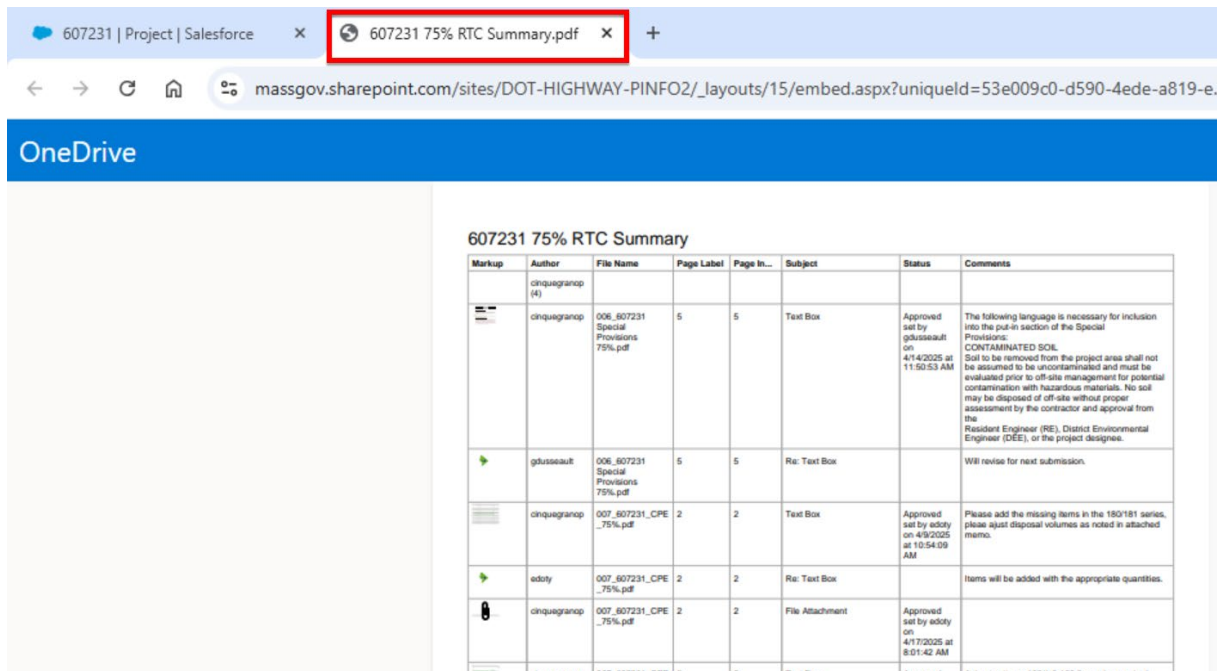 607231 | Project | Salesforce
607231 75% RTC Summary.pdf
massgov.sharepoint.com/sites/DOT-HIGHWAY-PINFO2/_layouts/15/embed.aspx?uniqueId=53e009c0-d590-4ede-a819-e.
OneDrive
607231 75% RTC Summary
Markup Author File Name Page Label Page In... Subject Status Comments
cinquegranop
(4)
cinquegranop
006_607231
Special
Provisions
75%.pdf
5
5
Text Box
Approved
set by
gdusseault
on
4/14/2025 at
11:50:53 AM
The following language is necessary for inclusion
into the put-in section of the Special
Provisions:
CONTAMINATED SOIL
Soil to be removed from the project area shall not
be assumed to be uncontaminated and must be
evaluated prior to off-site management for potential
contamination with hazardous materials. No soil
may be disposed of off-site without proper
assessment by the contractor and approval from
the
Resident Engineer (RE), District Environmental
Engineer (DEE), or the project designee.
gdusseault
006_607231
Special
Provisions
75%.pdf
5
5
Re: Text Box
Will revise for next submission.
cinquegranop
007_607231_CPE
_75%.pdf
2
2
Text Box
Approved
set by edoty
on 4/9/2025
at 10:54:09
AM
Please add the missing items in the 180/181 series,
pleae ajust disposal volumes as noted in attached
memo.
edoty
007_607231_CPE
_75%.pdf
2
2
Re: Text Box
Items will be added with the appropriate quantities.
cinquegranop
007_607231_CPE
_75%.pdf
2
2
File Attachment
Approved
set by edoty
on
4/17/2025 at
8:01:42 AM